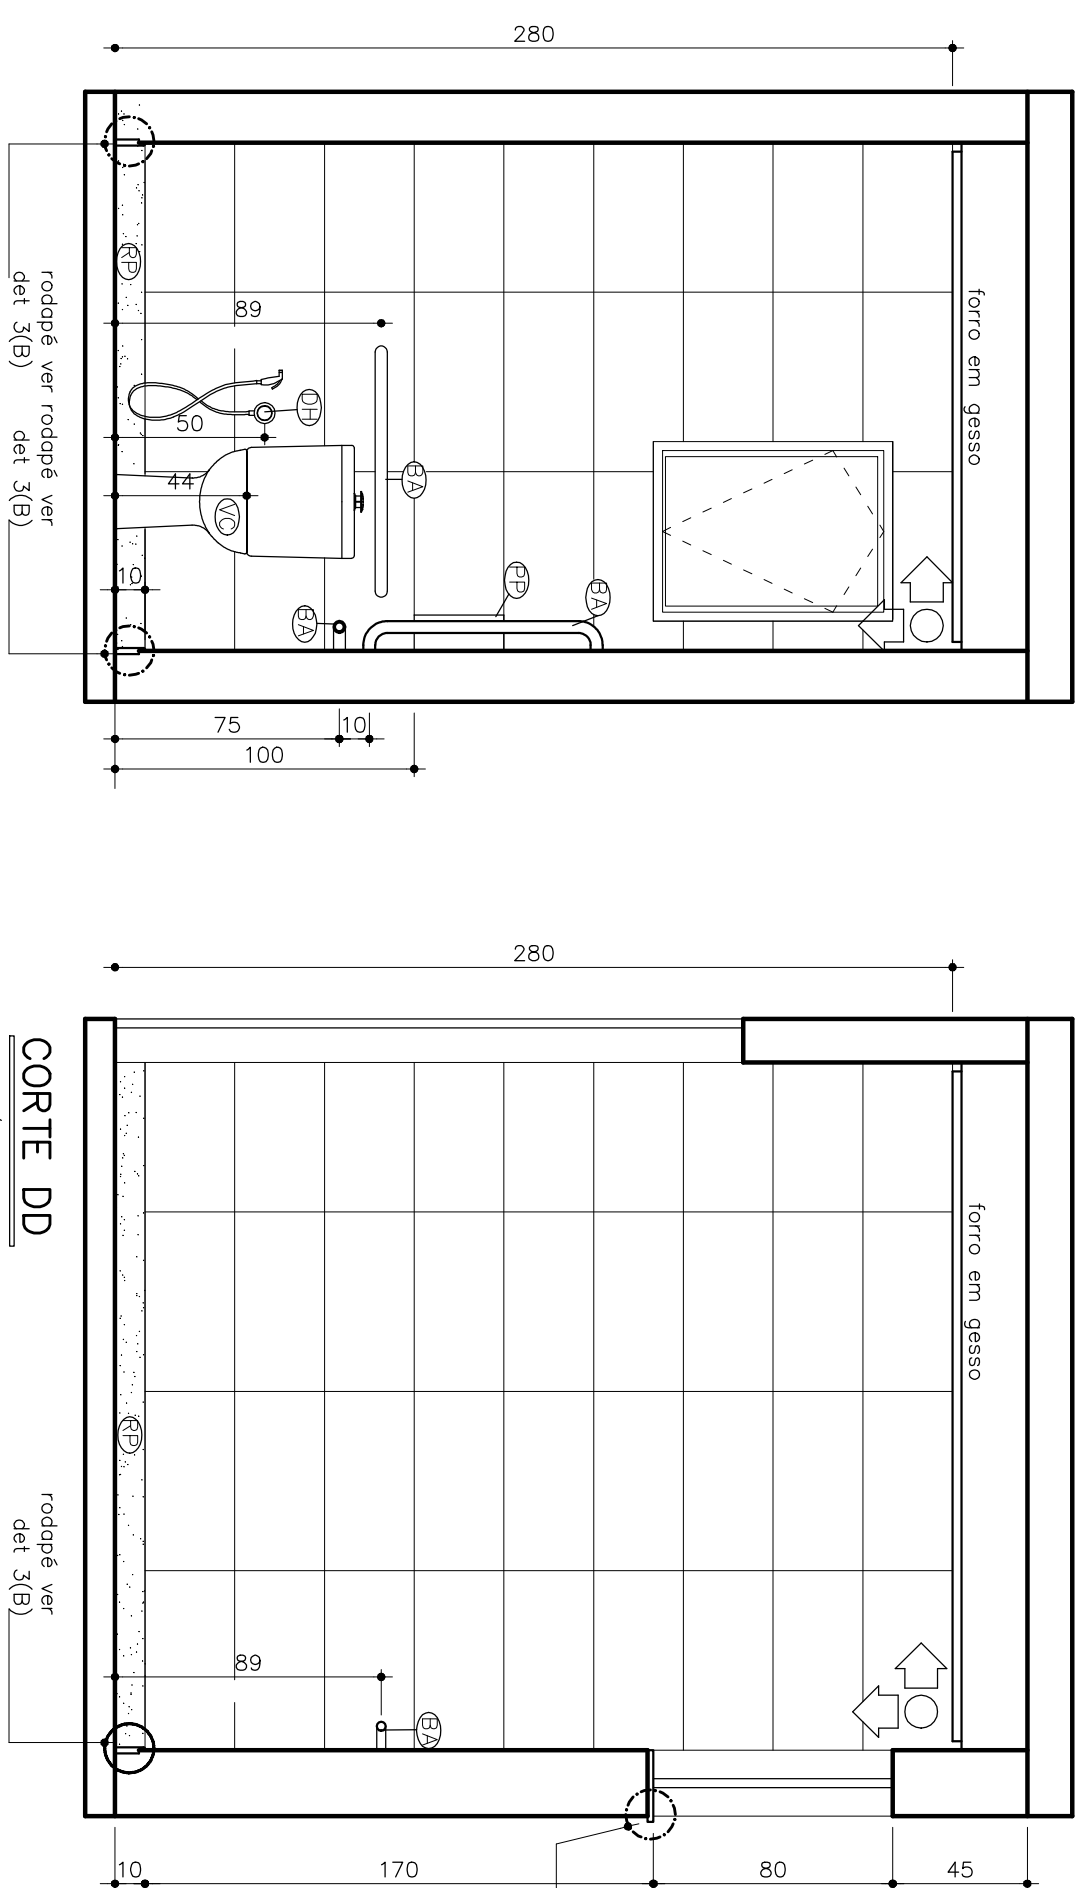 280
forro em gesso
RP
89
DH
50
BA
44
VC
PP
BA
10
BA
rodapé ver rodapé ver
det 3(B) det 3(B)
75
10
100
280
forro em gesso
CORTE DD
RP
rodapé ver
det 3(B)
89
BA
10
170
80
45